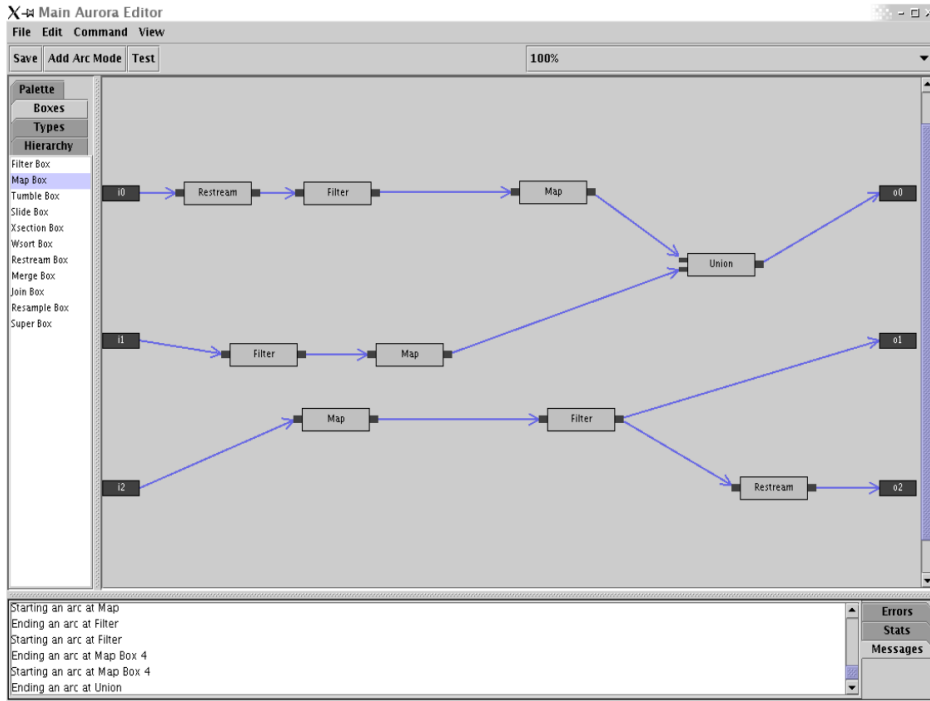 Main Aurora Editor
File Edit Command View
Save Add Arc Mode Test 100%
Palette
Boxes
Types
Hierarchy
Filter Box
Map Box
Tumble Box
Slide Box
Xsection Box
Wsort Box
Restream Box
Merge Box
Join Box
Resample Box
Super Box
i0 Restream Filter Map o0
Union
i1 Filter Map o1
Map Filter
i2 Restream o2
Starting an arc at Map
Ending an arc at Filter
Starting an arc at Filter
Ending an arc at Map Box 4
Starting an arc at Map Box 4
Ending an arc at Union
Errors
Stats
Messages